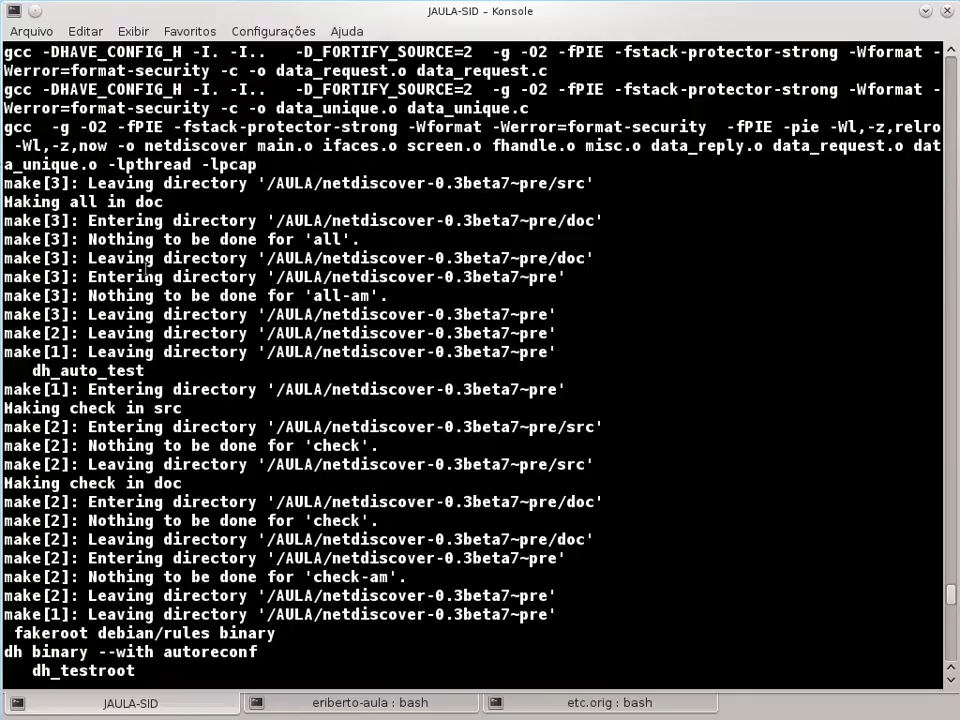 JAULA-SID – Konsole
Arquivo Editar Exibir Favoritos Configurações Ajuda
gcc -DHAVE_CONFIG_H -I. -I.. -D_FORTIFY_SOURCE=2 -g -O2 -fPIE -fstack-protector-strong -Wformat -
Werror=format-security -c -o data_request.o data_request.c
gcc -DHAVE_CONFIG_H -I. -I.. -D_FORTIFY_SOURCE=2 -g -O2 -fPIE -fstack-protector-strong -Wformat -
Werror=format-security -c -o data_unique.o data_unique.c
gcc -g -O2 -fPIE -fstack-protector-strong -Wformat -Werror=format-security -fPIE -pie -Wl,-z,relro
-Wl,-z,now -o netdiscover main.o ifaces.o screen.o fhandle.o misc.o data_reply.o data_request.o dat
a_unique.o -lpthread -lpcap
make[3]: Leaving directory '/AULA/netdiscover-0.3beta7~pre/src'
Making all in doc
make[3]: Entering directory '/AULA/netdiscover-0.3beta7~pre/doc'
make[3]: Nothing to be done for 'all'.
make[3]: Leaving directory '/AULA/netdiscover-0.3beta7~pre/doc'
make[3]: Entering directory '/AULA/netdiscover-0.3beta7~pre'
make[3]: Nothing to be done for 'all-am'.
make[3]: Leaving directory '/AULA/netdiscover-0.3beta7~pre'
make[2]: Leaving directory '/AULA/netdiscover-0.3beta7~pre'
make[1]: Leaving directory '/AULA/netdiscover-0.3beta7~pre'
dh_auto_test
make[1]: Entering directory '/AULA/netdiscover-0.3beta7~pre'
Making check in src
make[2]: Entering directory '/AULA/netdiscover-0.3beta7~pre/src'
make[2]: Nothing to be done for 'check'.
make[2]: Leaving directory '/AULA/netdiscover-0.3beta7~pre/src'
Making check in doc
make[2]: Entering directory '/AULA/netdiscover-0.3beta7~pre/doc'
make[2]: Nothing to be done for 'check'.
make[2]: Leaving directory '/AULA/netdiscover-0.3beta7~pre/doc'
make[2]: Entering directory '/AULA/netdiscover-0.3beta7~pre'
make[2]: Nothing to be done for 'check-am'.
make[2]: Leaving directory '/AULA/netdiscover-0.3beta7~pre'
make[1]: Leaving directory '/AULA/netdiscover-0.3beta7~pre'
fakeroot debian/rules binary
dh binary --with autoreconf
dh_testroot
JAULA-SID eriberto-aula : bash etc.orig : bash